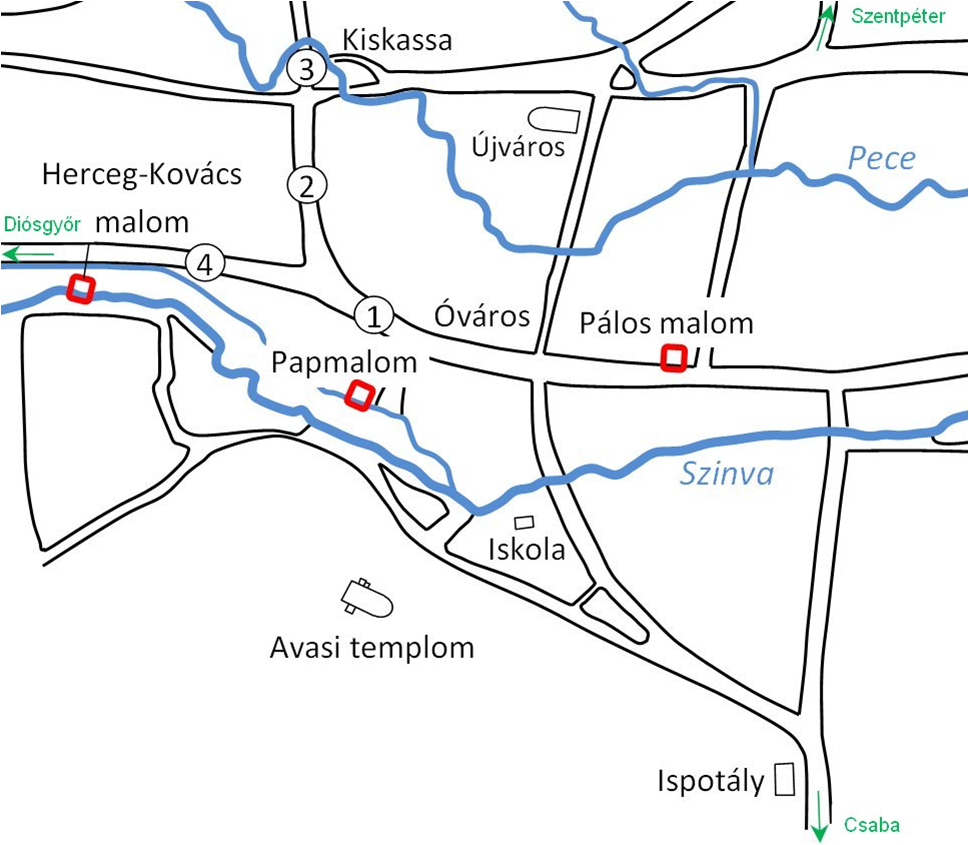 Szentpéter
Kiskassa
3
Újváros
Pece
Herceg-Kovács
malom
2
Diósgyőr
4
1
Óváros
Pálos malom
Papmalom
Szinva
Iskola
Avasi templom
Ispotály
Csaba